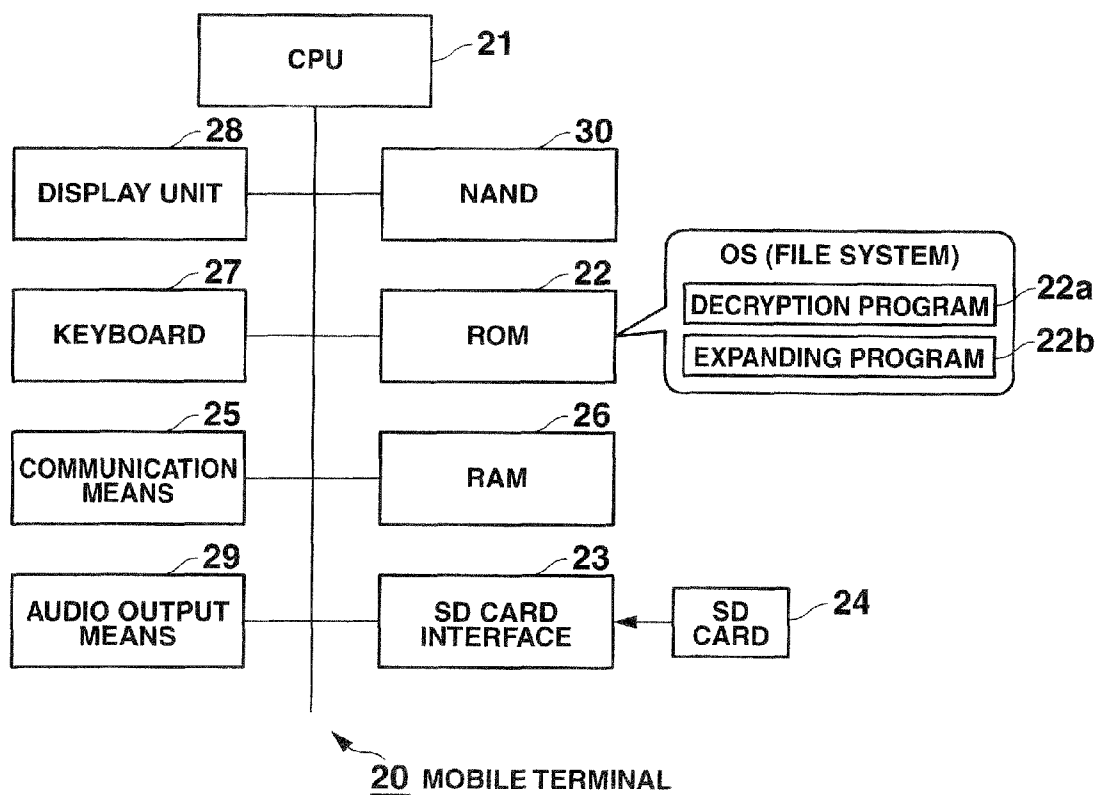 CPU
21
28
DISPLAY UNIT
30
NAND
27
KEYBOARD
22
ROM
OS (FILE SYSTEM)
DECRYPTION PROGRAM
22a
EXPANDING PROGRAM
22b
25
COMMUNICATION
MEANS
26
RAM
29
AUDIO OUTPUT
MEANS
23
SD CARD
INTERFACE
SD
CARD
24
20 MOBILE TERMINAL